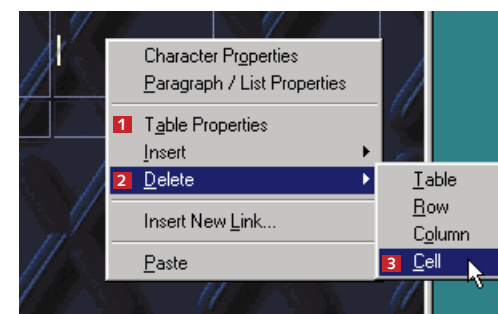 Character Properties
Paragraph / List Properties
1 Table Properties
Insert
2 Delete
Table
Row
Column
3 Cell
Insert New Link...
Paste